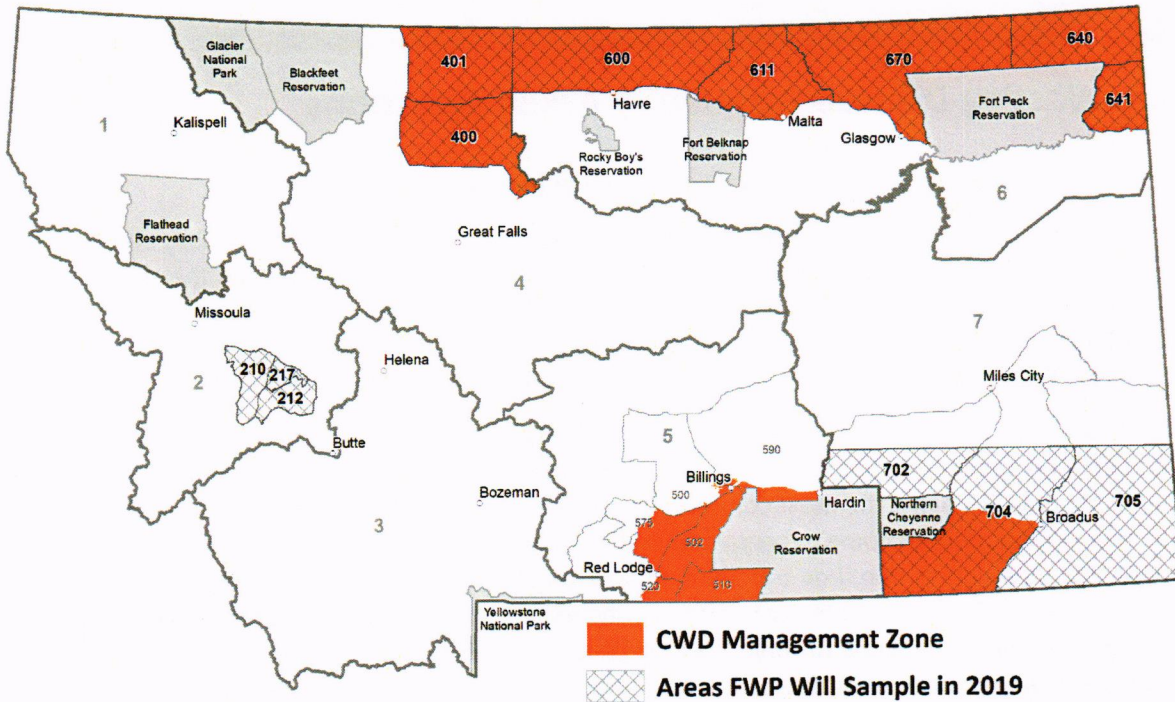 401
600
611
670
640
641
Glacier
National
Park
Blackfeet
Reservation
1
Kalispell
400
Havre
Rocky Boy's
Reservation
Fort Belknap
Reservation
Malta
Glasgow
Fort Peck
Reservation
6
Flathead
Reservation
Great Falls
4
Missoula
2
210
217
212
Helena
7
Miles City
Butte
5
590
Billings
500
702
Bozeman
3
Hardin
Northern
Cheyenne
Reservation
704
705
Broadus
575
502
Crow
Reservation
Red Lodge
520
510
Yellowstone
National Park
CWD Management Zone
Areas FWP Will Sample in 2019